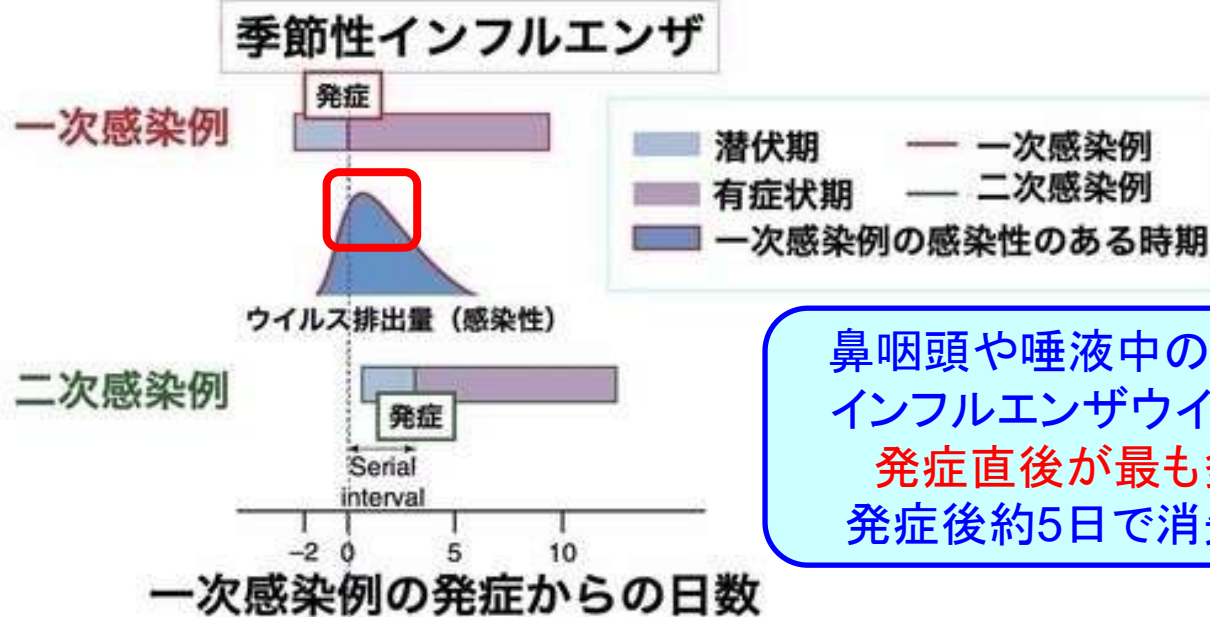 季節性インフルエンザ
発症
一次感染例
潜伏期
一次感染例
有症状期
二次感染例
一次感染例の感染性のある時期
ウイルス排出量（感染性）
二次感染例
発症
Serial
interval
鼻咽頭や唾液中の
インフルエンザウイ
発症直後が最も
発症後約5日で消
–2 0 5 10
一次感染例の発症からの日数